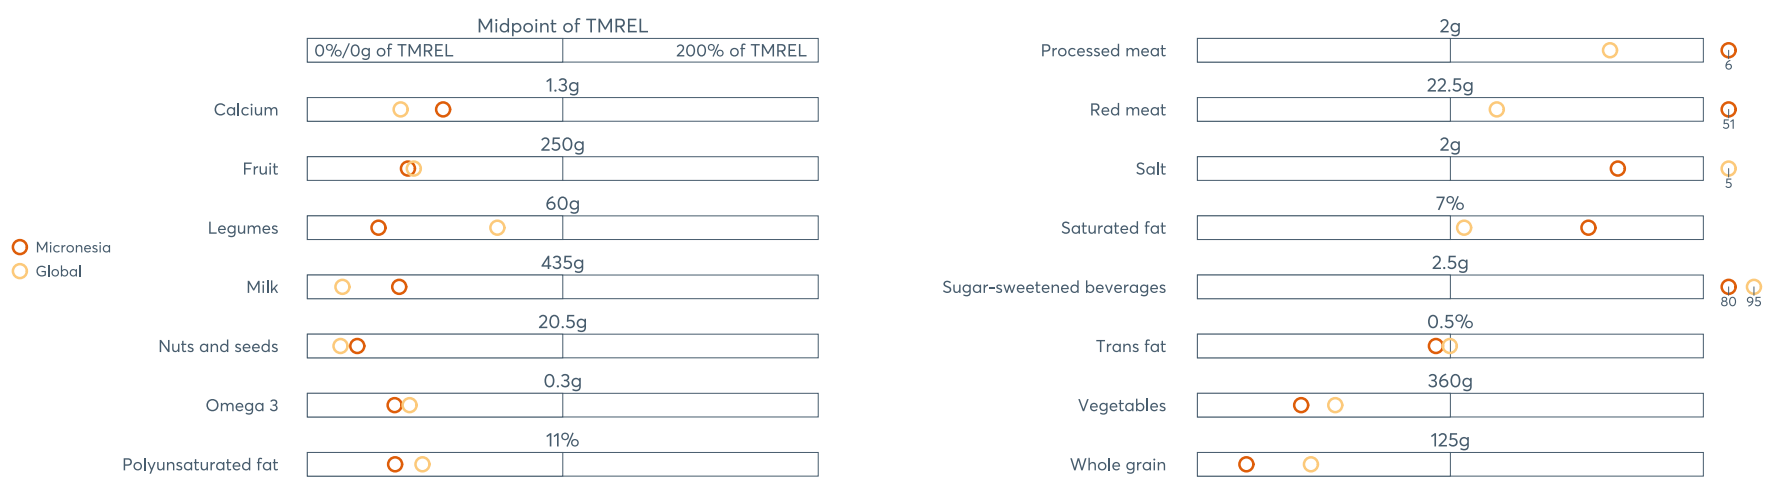 Midpoint of TMREL
0%/0g of TMREL 200% of TMREL
1.3g
Calcium
250g
Fruit
60g
Legumes
435g
Milk
20.5g
Nuts and seeds
0.3g
Omega 3
11%
Polyunsaturated fat
Micronesia
Global
2g
Processed meat
6
22.5g
Red meat
51
2g
Salt
5
7%
Saturated fat
2.5g
Sugar-sweetened beverages
80 95
0.5%
Trans fat
360g
Vegetables
125g
Whole grain